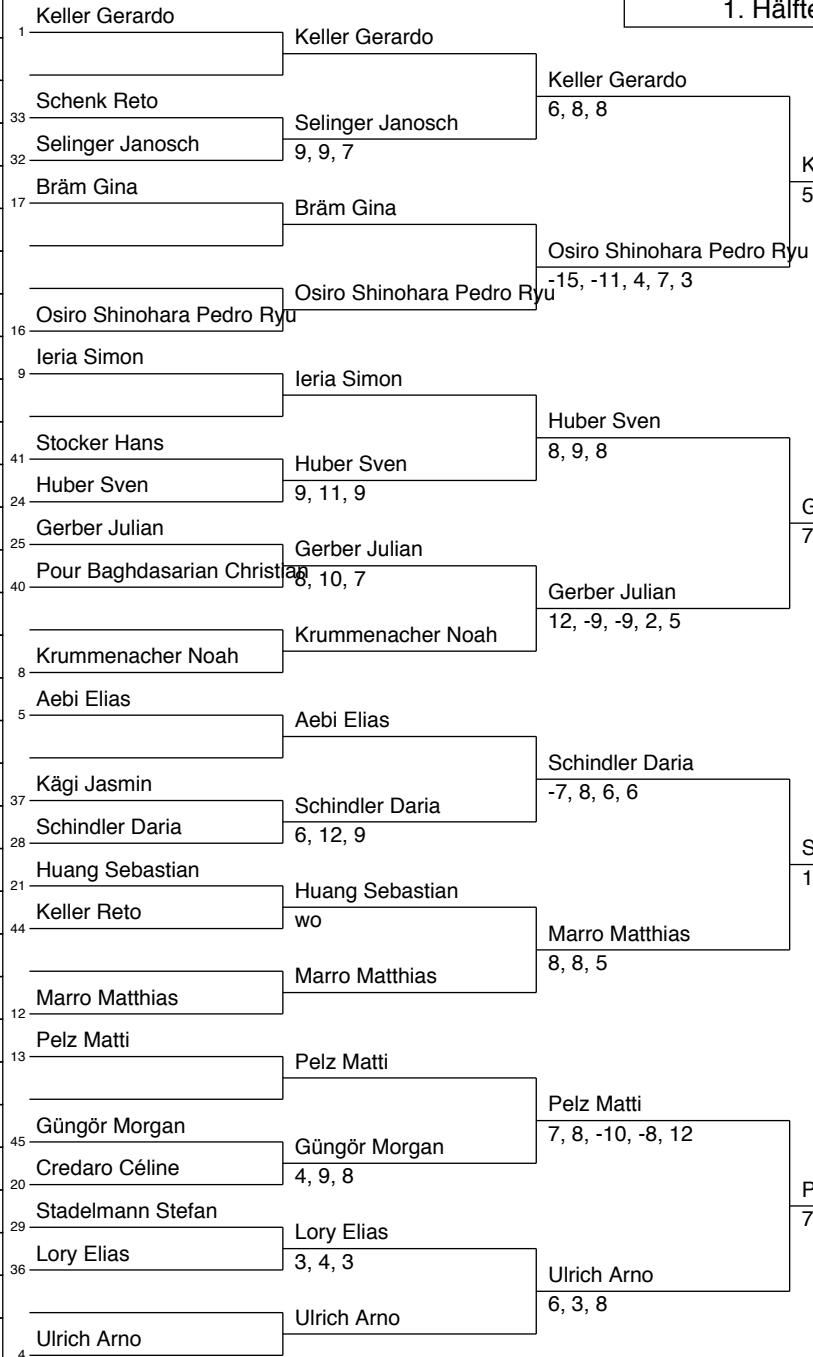 1. Hälfte
1 Keller Gerardo
33 Schenk Reto
32 Selinger Janosch
17 Bräm Gina
16 Osiro Shinohara Pedro Ryu
9 Ieria Simon
41 Stocker Hans
24 Huber Sven
25 Gerber Julian
40 Pour Baghdasarian Christian
8 Krummenacher Noah
5 Aebi Elias
37 Kägi Jasmin
28 Schindler Daria
21 Huang Sebastian
44 Keller Reto
12 Marro Matthias
13 Pelz Matti
45 Güngör Morgan
20 Credaro Céline
29 Stadelmann Stefan
36 Lory Elias
4 Ulrich Arno
Keller Gerardo
Selinger Janosch
9, 9, 7
Bräm Gina
Osiro Shinohara Pedro Ryu
Ieria Simon
Huber Sven
9, 11, 9
Gerber Julian
8, 10, 7
Krummenacher Noah
Aebi Elias
Schindler Daria
6, 12, 9
Huang Sebastian
wo
Marro Matthias
Pelz Matti
Güngör Morgan
4, 9, 8
Lory Elias
3, 4, 3
Ulrich Arno
Keller Gerardo
6, 8, 8
Osiro Shinohara Pedro Ryu
-15, -11, 4, 7, 3
Huber Sven
8, 9, 8
Gerber Julian
12, -9, -9, 2, 5
Schindler Daria
-7, 8, 6, 6
Marro Matthias
8, 8, 5
Pelz Matti
7, 8, -10, -8, 12
Ulrich Arno
6, 3, 8
K
5
G
7
S
1
P
7